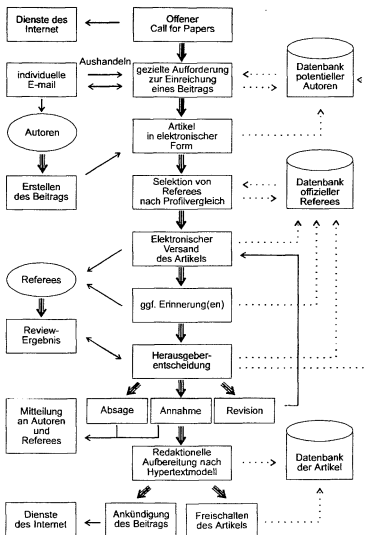 Dienste des
Internet
Offener
Call for Papers
Aushandeln
individuelle
E-mail
gezielte Aufforderung
zur Einreichung
eines Beitrags
Datenbank
potentieller
Autoren
Autoren
Artikel
in elektronischer
Form
Erstellen
des Beitrags
Selektion von
Referees
nach Profilvergleich
Datenbank
offizieller
Referees
Elektronischer
Versand
des Artikels
Referees
ggf. Erinnerung(en)
Review-
Ergebnis
Herausgeber-
entscheidung
Mitteilung
an Autoren
und
Referees
Absage
Annahme
Revision
Redaktionelle
Aufbereitung nach
Hypertextmodell
Datenbank
der Artikel
Dienste
des Internet
Ankündigung
des Beitrags
Freischalten
des Artikels